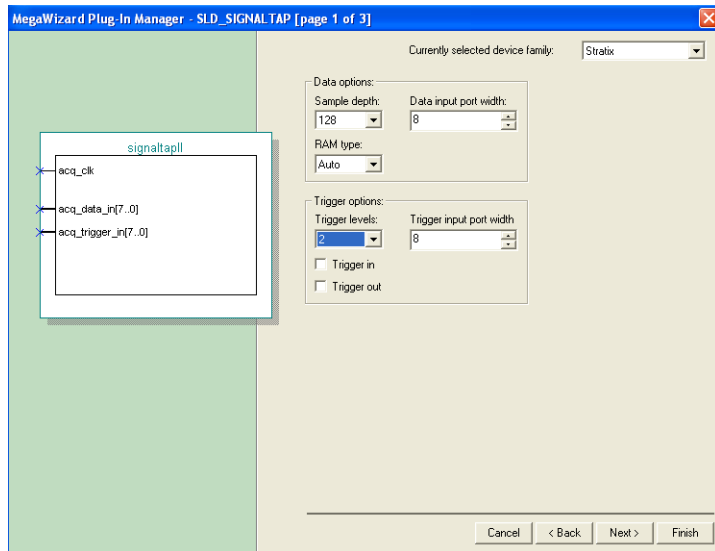 MegaWizard Plug-In Manager - SLD_SIGNALTAP [page 1 of 3]
Currently selected device family:
Stratix
signaltapII
acq_clk
acq_data_in[7..0]
acq_trigger_in[7..0]
Data options:
Sample depth:
Data input port width:
128
8
RAM type:
Auto
Trigger options:
Trigger levels:
Trigger input port width
2
8
Trigger in
Trigger out
Cancel
< Back
Next >
Finish